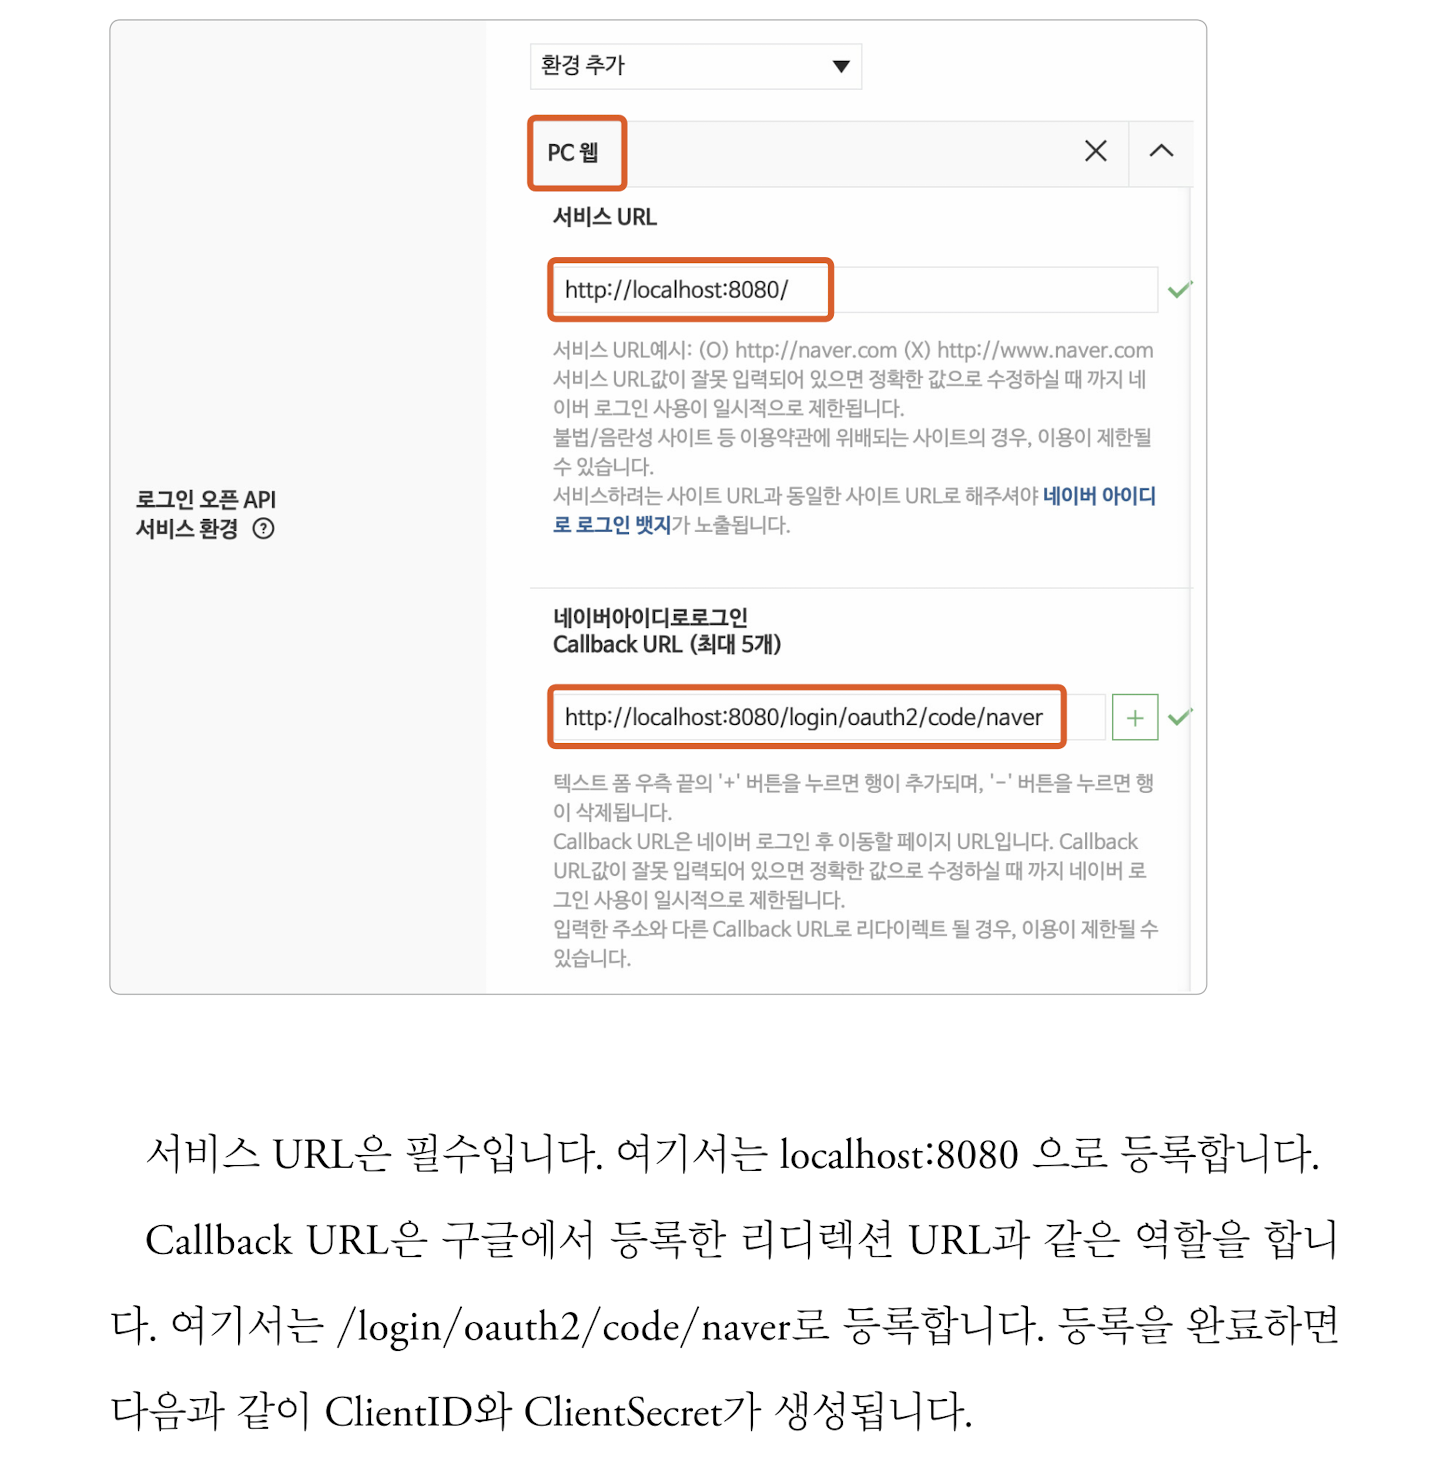 환경 추가
PC 웹
서비스 URL
http://localhost:8080/
서비스 URL예시: (O) http://naver.com (X) http://www.naver.com
서비스 URL값이 잘못 입력되어 있으면 정확한 값으로 수정하실 때 까지 네
이버 로그인 사용이 일시적으로 제한됩니다.
불법/음란성 사이트 등 이용약관에 위배되는 사이트의 경우, 이용이 제한될
수 있습니다.
서비스하려는 사이트 URL과 동일한 사이트 URL로 해주셔야 네이버 아이디
로 로그인 뱃지가 노출됩니다.
로그인 오픈 API
서비스 환경 ?
네이버아이디로로그인
Callback URL (최대 5개)
http://localhost:8080/login/oauth2/code/naver
텍스트 폼 우측 끝의 '+' 버튼을 누르면 행이 추가되며, '-' 버튼을 누르면 행
이 삭제됩니다.
Callback URL은 네이버 로그인 후 이동할 페이지 URL입니다. Callback
URL값이 잘못 입력되어 있으면 정확한 값으로 수정하실 때 까지 네이버 로
그인 사용이 일시적으로 제한됩니다.
입력한 주소와 다른 Callback URL로 리다이렉트 될 경우, 이용이 제한될 수
있습니다.
서비스 URL은 필수입니다. 여기서는 localhost:8080 으로 등록합니다.
Callback URL은 구글에서 등록한 리디렉션 URL과 같은 역할을 합니
다. 여기서는 /login/oauth2/code/naver로 등록합니다. 등록을 완료하면
다음과 같이 ClientID와 ClientSecret가 생성됩니다.